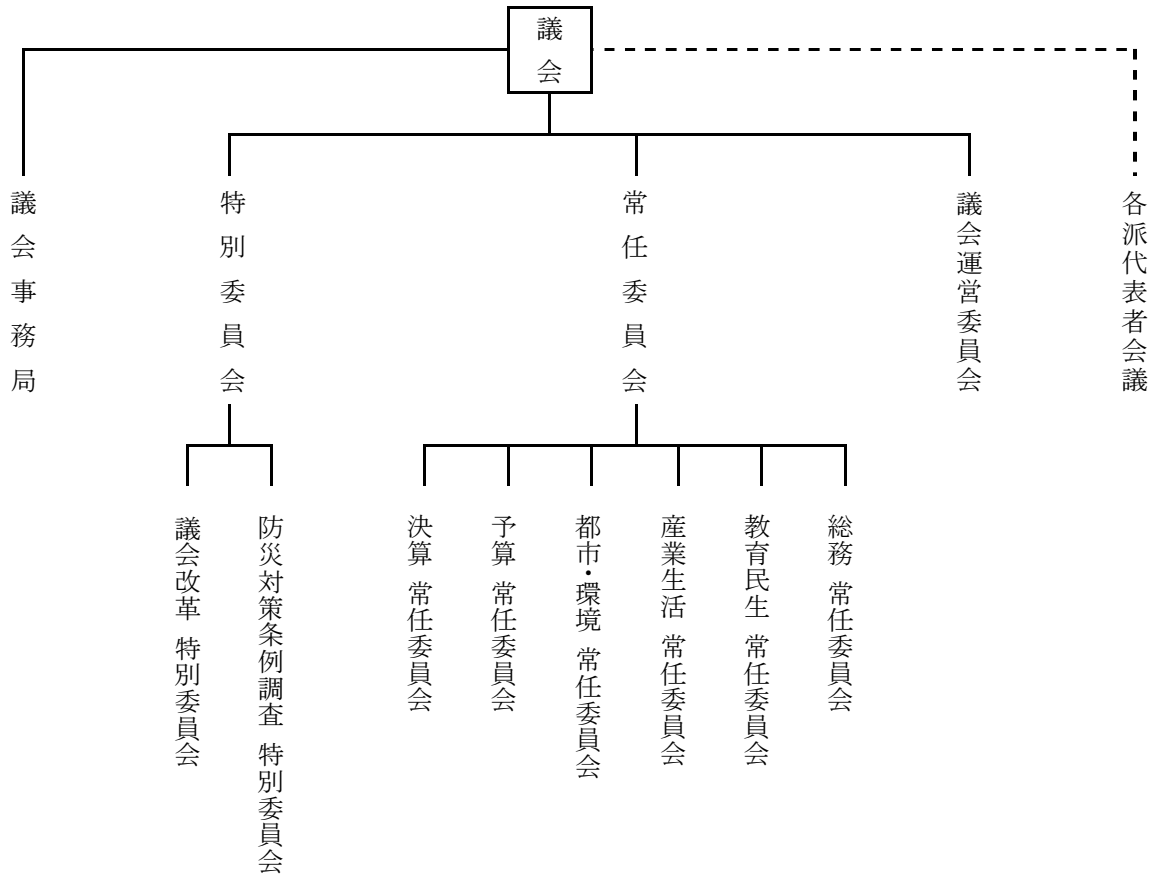 議会
各派代表者会議
議会運営委員会
常任委員会
特別委員会
議会事務局
総務 常任委員会
教育民生 常任委員会
産業生活 常任委員会
都市・環境 常任委員会
予算 常任委員会
決算 常任委員会
防災対策条例調査 特別委員会
議会改革 特別委員会